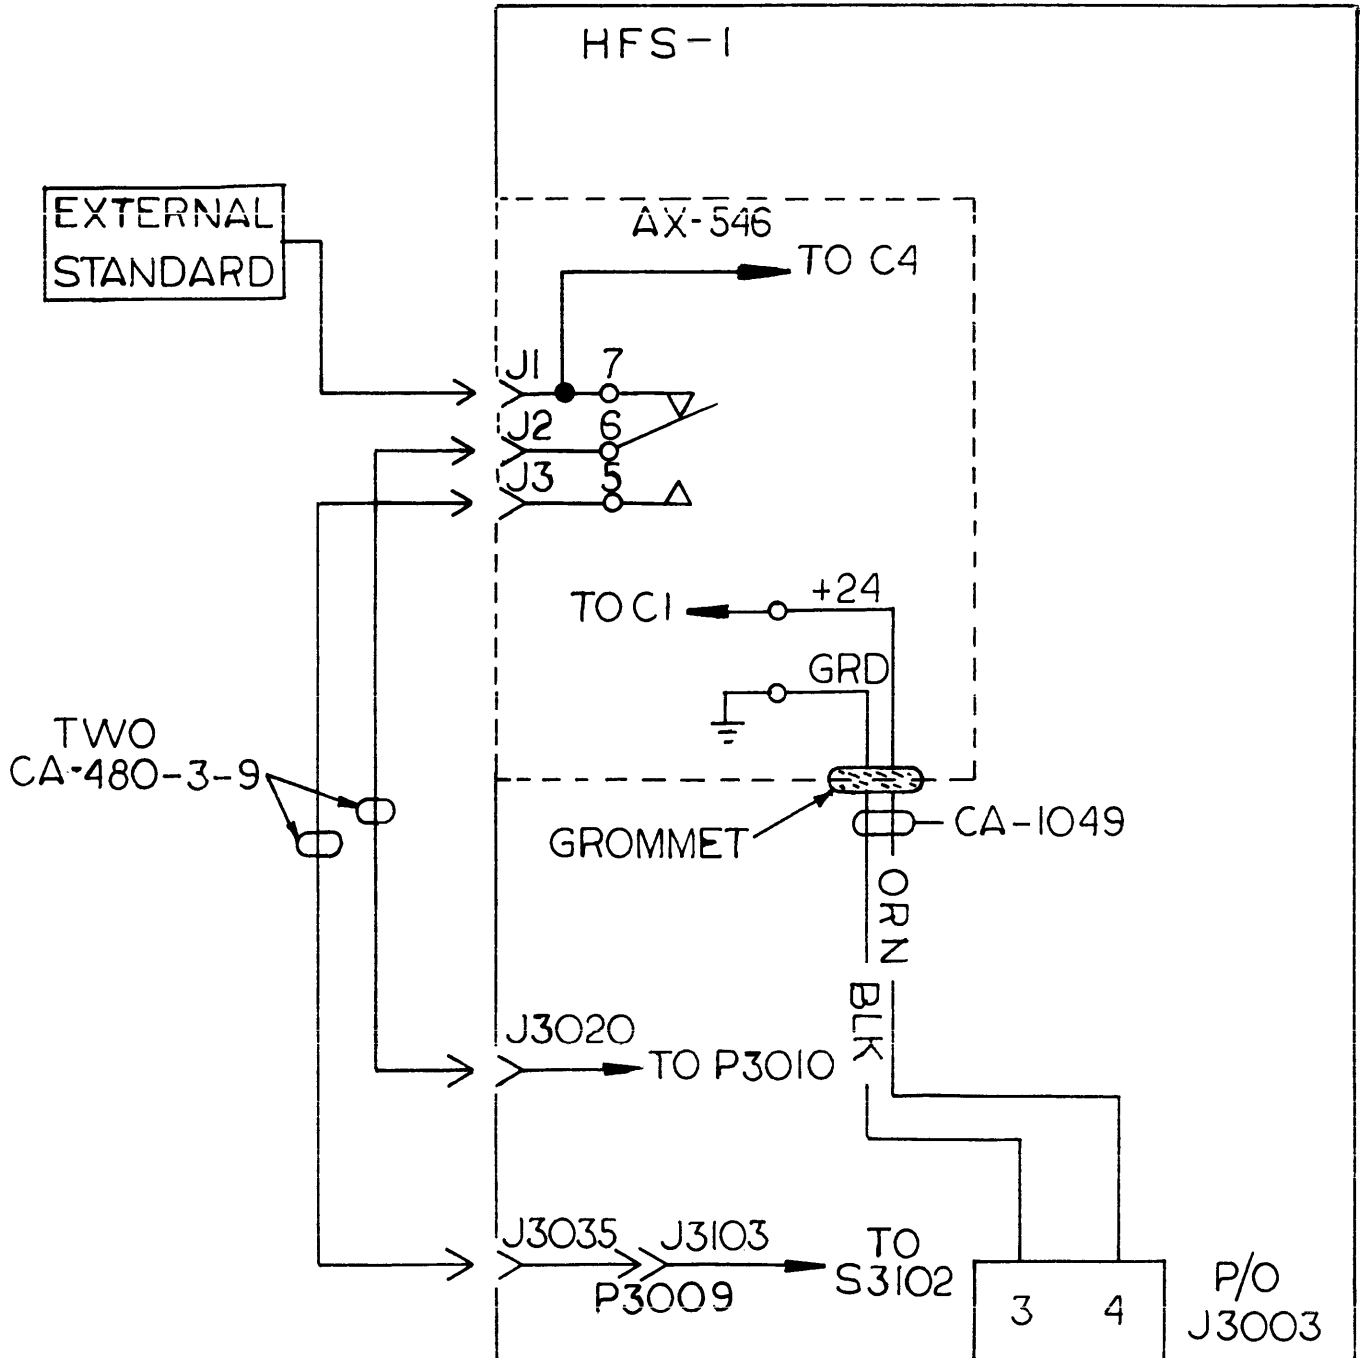 HFS-1
EXTERNAL
STANDARD
AX-546
TO C4
J1
7
J2
6
J3
5
TO C1
+24
GRD
TWO
CA-480-3-9
GROMMET
CA-1049
ORN
BLK
J3020
TO P3010
J3035
J3103
P3009
TO
S3102
3
4
P/O
J3003